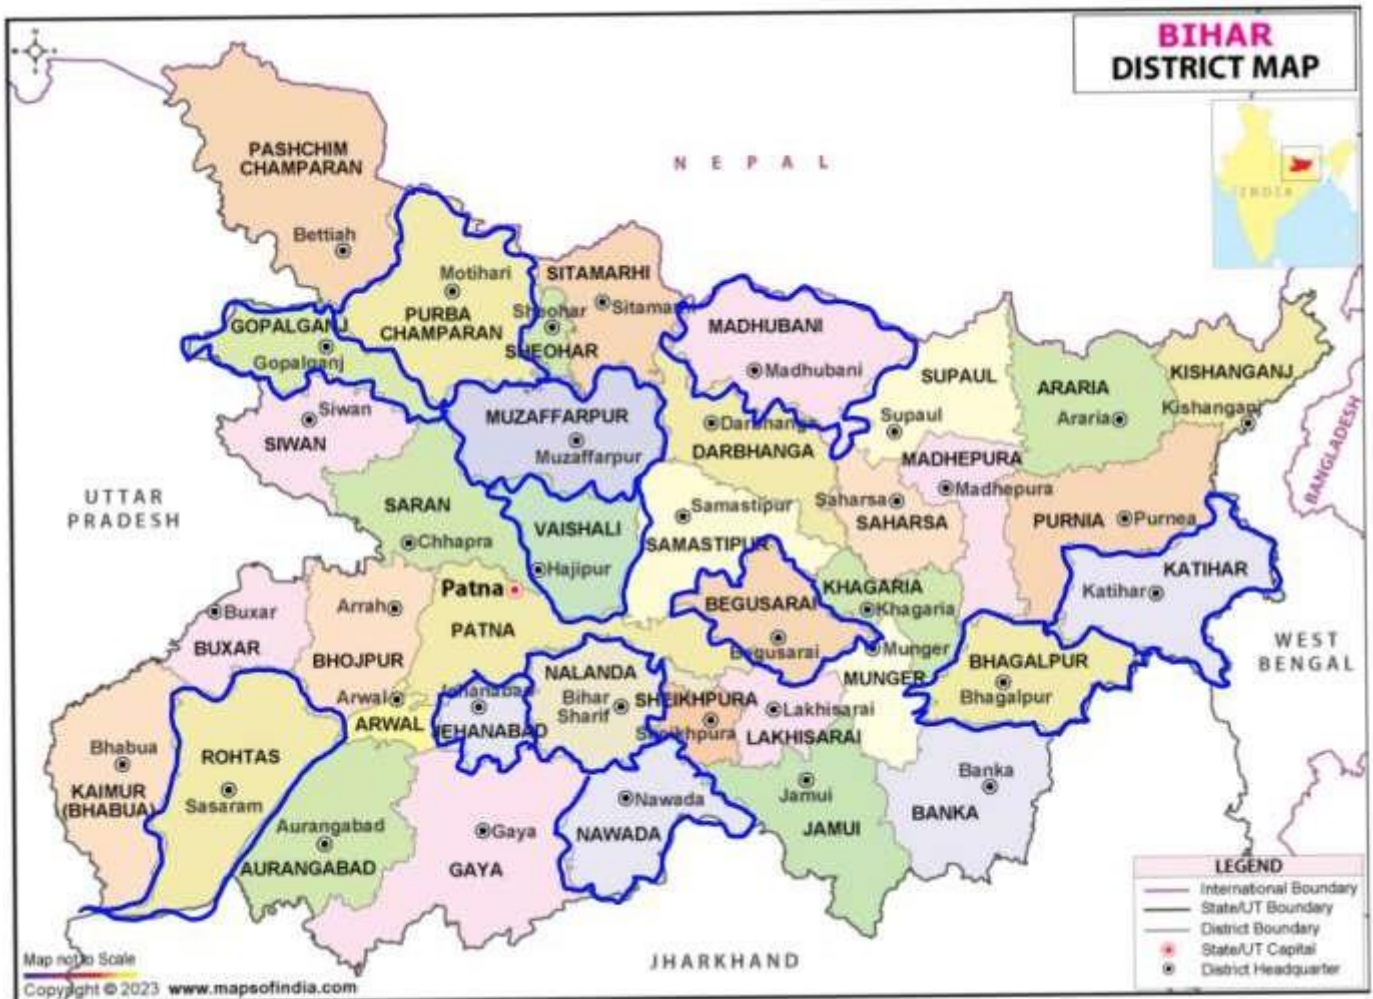 BIHAR
DISTRICT MAP
INDIA
NEPAL
PASHCHIM
CHAMPARAN
Bettiah
Motihari
PURBA
CHAMPARAN
SITAMARHI
Sheohar
SHEOHAR
GOPALGANJ
Gopalganj
MADHUBANI
Madhubani
SUPAUL
Supaul
ARARIA
Araria
KISHANGANJ
Kishanganj
BANGLADESH
Siwan
SIWAN
MUZAFFARPUR
Muzaffarpur
DARBHANGA
MADHEPURA
Madhepura
UTTAR
PRADESH
SARAN
Chhapra
VAISHALI
Hajipur
Samastipur
SAMASTIPUR
Saharsa
SAHARSA
PURNIA
Purnea
KATIHAR
Katihar
Patna
PATNA
Arrah
BHOJPUR
Buxar
BUXAR
BEGUSARAI
Begusarai
KHAGARIA
Khagaria
Munger
MUNGER
BHAGALPUR
Bhagalpur
WEST
BENGAL
NALANDA
Bihar
Sharif
Jehanabad
JEHANABAD
Arwal
ARWAL
SHEIKHPURA
Sheikhpura
Lakhisarai
LAKHISARAI
Bhabua
KAIMUR
(BHABUA)
ROHTAS
Sasaram
Aurangabad
AURANGABAD
Gaya
GAYA
Nawada
NAWADA
Jamui
JAMUI
Banka
BANKA
JHARKHAND
LEGEND
International Boundary
State/UT Boundary
District Boundary
State/UT Capital
District Headquarter
Map not to Scale
Copyright © 2023 www.mapsofindia.com